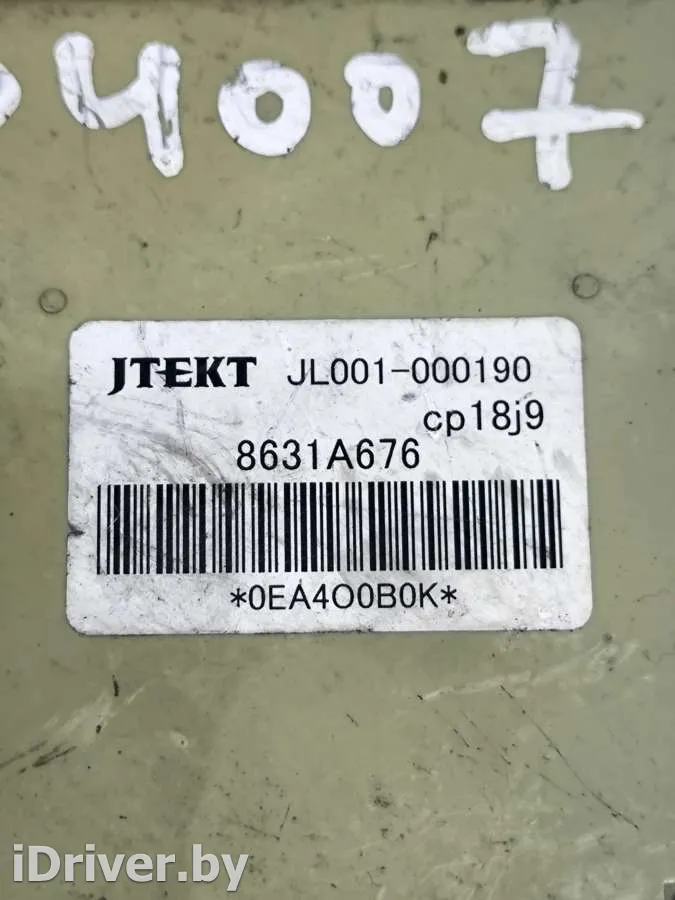 4007
JTEKT JL001-000190
cp18j9
8631A676
*0EA4O0B0K*
iDriver.by